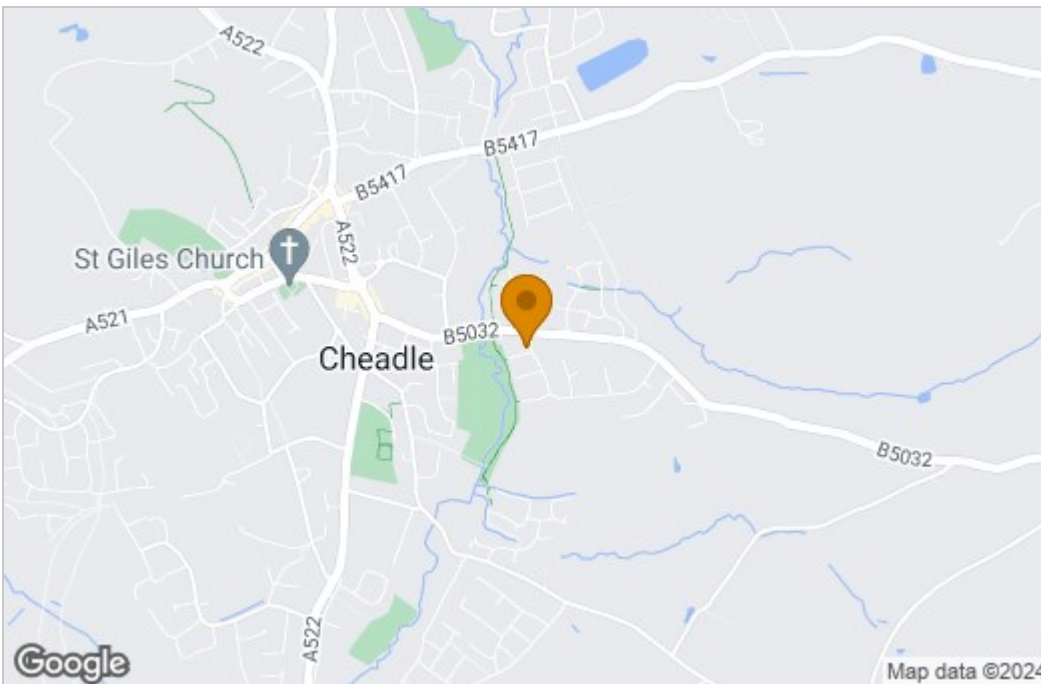 A522
B5417
B5417
A522
St Giles Church
A521
B5032
Cheadle
B5032
A522
Google
Map data ©2024